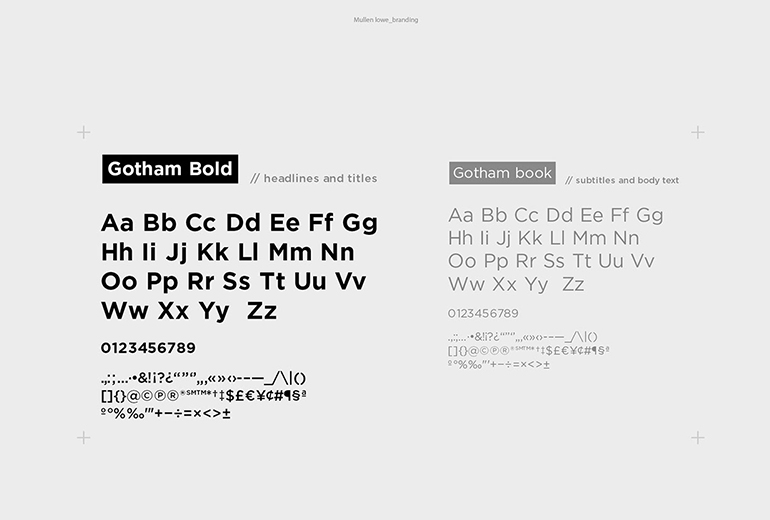 Mullen lowe_branding
Gotham Bold // headlines and titles
Aa Bb Cc Dd Ee Ff Gg
Hh Ii Jj Kk Ll Mm Nn
Oo Pp Rr Ss Tt Uu Vv
Ww Xx Yy Zz
0123456789
.,:;…·•&!¡?¿“”‘’„‚«»‹›-–—_/\|()
[]{}@©℗®®SMTM*†‡$£€¥¢#¶§ª
º°%‰'"+−÷=×<>±
Gotham book // subtitles and body text
Aa Bb Cc Dd Ee Ff Gg
Hh Ii Jj Kk Ll Mm Nn
Oo Pp Rr Ss Tt Uu Vv
Ww Xx Yy Zz
0123456789
.,:;…·•&!¡?¿“”‘’„‚«»‹›-–—_/\|()
[]{}@©℗®®SMTM*†‡$£€¥¢#¶§ª
º°%‰'"+−÷=×<>±